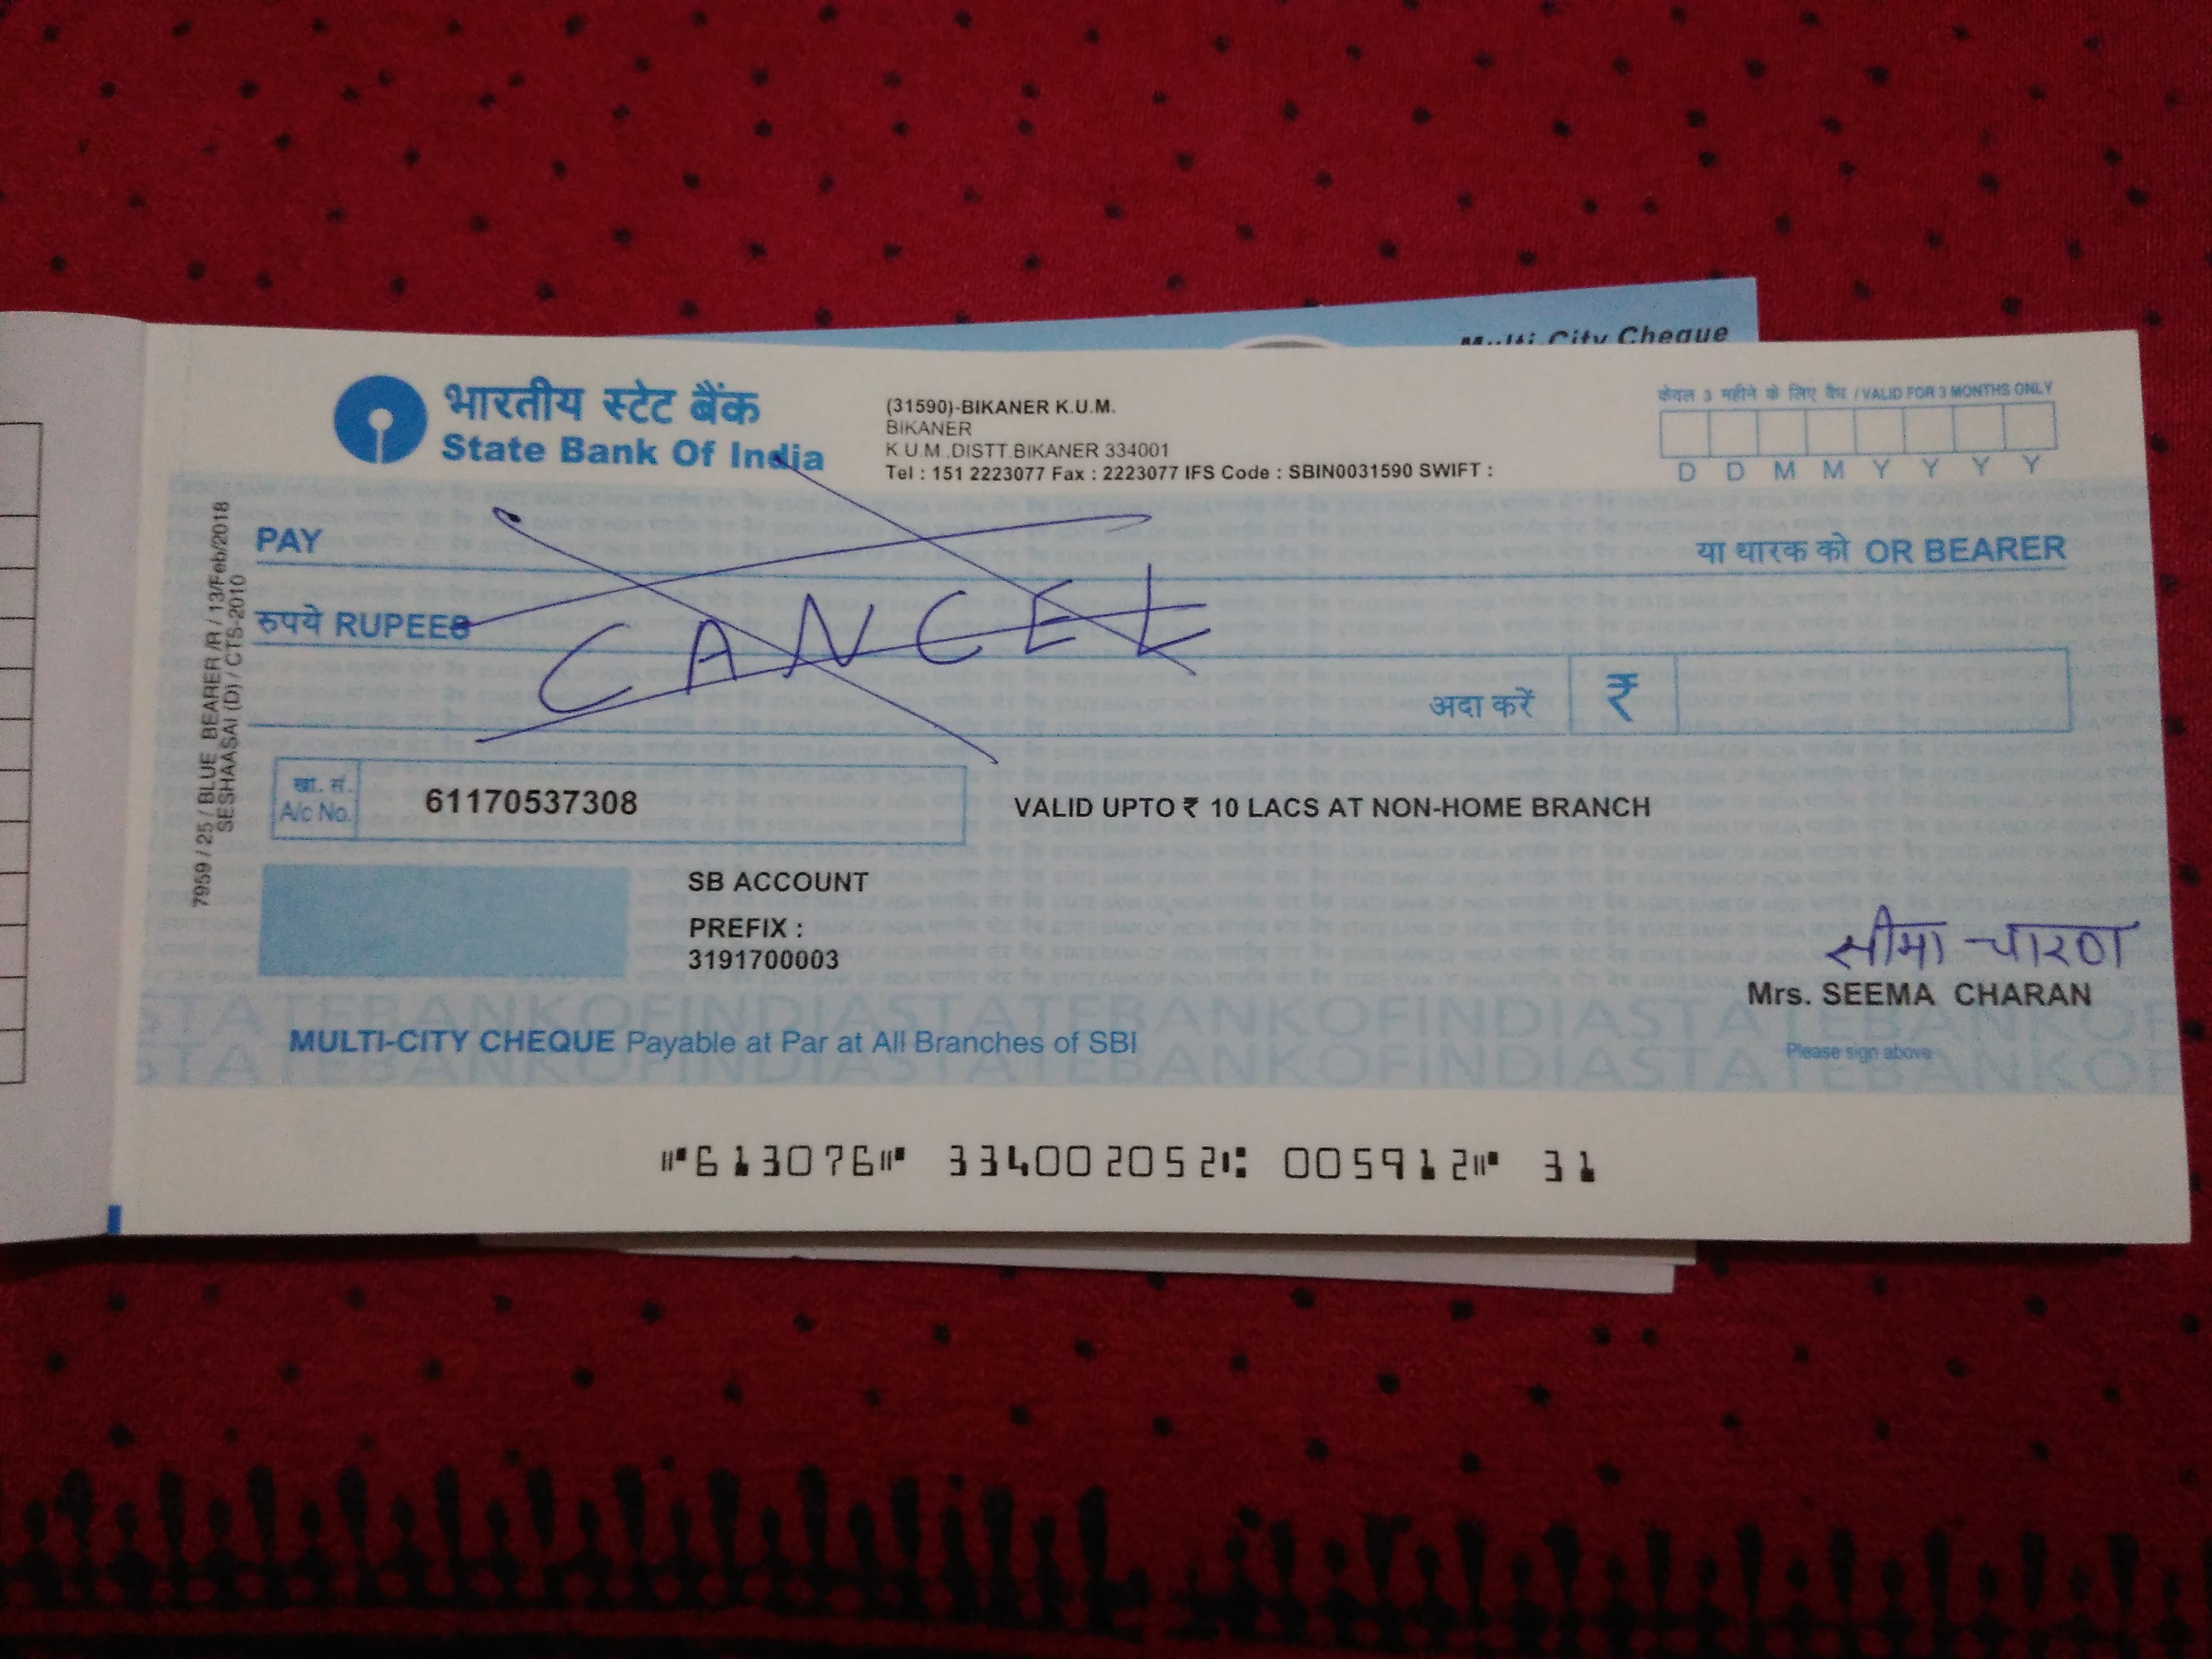 Multi-City Cheque
भारतीय स्टेट बैंक
State Bank Of India
(31590)-BIKANER K.U.M.
BIKANER
K U M ,DISTT.BIKANER 334001
Tel : 151 2223077 Fax : 2223077 IFS Code : SBIN0031590 SWIFT :
केवल 3 महीने के लिए वैध / VALID FOR 3 MONTHS ONLY
D D M M Y Y Y Y
PAY
या धारक को OR BEARER
रुपये RUPEES
CANCEL
अदा करें ₹
खा. सं.
A/c No.
61170537308
VALID UPTO ₹ 10 LACS AT NON-HOME BRANCH
SB ACCOUNT
PREFIX :
3191700003
सीमा चारण
Mrs. SEEMA CHARAN
Please sign above
MULTI-CITY CHEQUE Payable at Par at All Branches of SBI
STATEBANKOFINDIASTATEBANKOFINDIASTATEBANKOF
STATEBANKOFINDIASTATEBANKOFINDIASTATEBANKOF
⑈613076⑈ 334002052⑆ 005912⑈ 31
7959 / 25 / BLUE BEARER /R / 13/Feb/2018
SESHAASAI (D) / CTS-2010